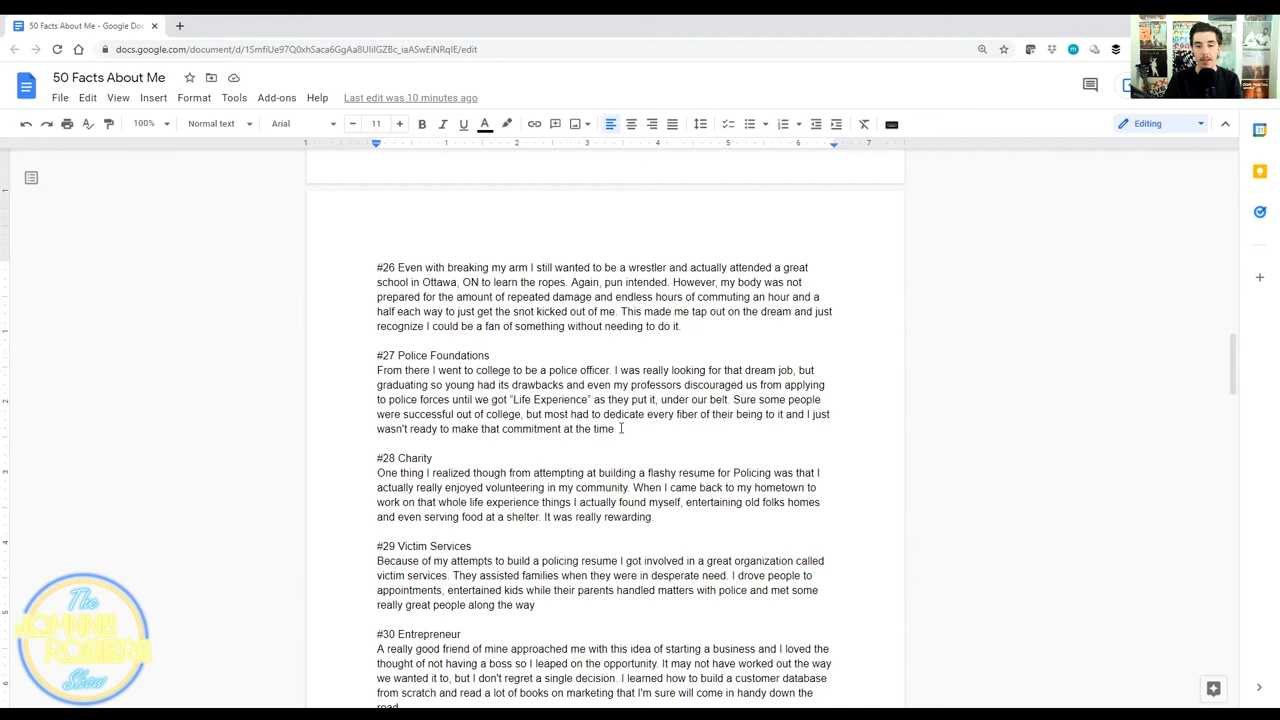 50 Facts About Me - Google Doc
docs.google.com/document/d/1SmfiUe97Q0xhSaca6GgAa8UIiIGZBc_iaASwEiNRqIE/edit
50 Facts About Me
File Edit View Insert Format Tools Add-ons Help Last edit was 10 minutes ago
100% Normal text Arial 11 Editing
1 1 2 3 4 5 6 7
#26 Even with breaking my arm I still wanted to be a wrestler and actually attended a great
school in Ottawa, ON to learn the ropes. Again, pun intended. However, my body was not
prepared for the amount of repeated damage and endless hours of commuting an hour and a
half each way to just get the snot kicked out of me. This made me tap out on the dream and just
recognize I could be a fan of something without needing to do it.
#27 Police Foundations
From there I went to college to be a police officer. I was really looking for that dream job, but
graduating so young had its drawbacks and even my professors discouraged us from applying
to police forces until we got “Life Experience” as they put it, under our belt. Sure some people
were successful out of college, but most had to dedicate every fiber of their being to it and I just
wasn't ready to make that commitment at the time
#28 Charity
One thing I realized though from attempting at building a flashy resume for Policing was that I
actually really enjoyed volunteering in my community. When I came back to my hometown to
work on that whole life experience things I actually found myself, entertaining old folks homes
and even serving food at a shelter. It was really rewarding.
#29 Victim Services
Because of my attempts to build a policing resume I got involved in a great organization called
victim services. They assisted families when they were in desperate need. I drove people to
appointments, entertained kids while their parents handled matters with police and met some
really great people along the way
#30 Entrepreneur
A really good friend of mine approached me with this idea of starting a business and I loved the
thought of not having a boss so I leaped on the opportunity. It may not have worked out the way
we wanted it to, but I don't regret a single decision. I learned how to build a customer database
from scratch and read a lot of books on marketing that I'm sure will come in handy down the
road
The
JOHNNY
ROGERS
Show